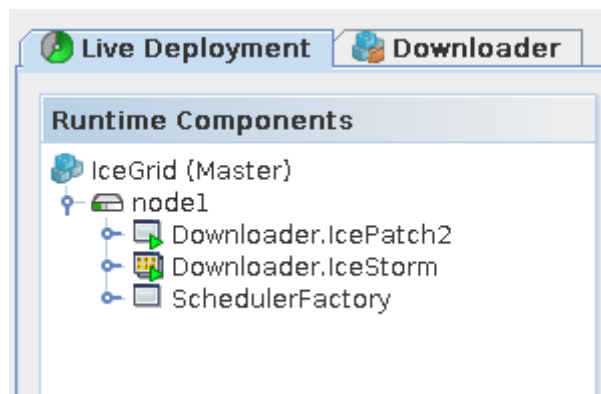 Live Deployment Downloader
Runtime Components
IceGrid (Master)
node1
Downloader.IcePatch2
Downloader.IceStorm
SchedulerFactory